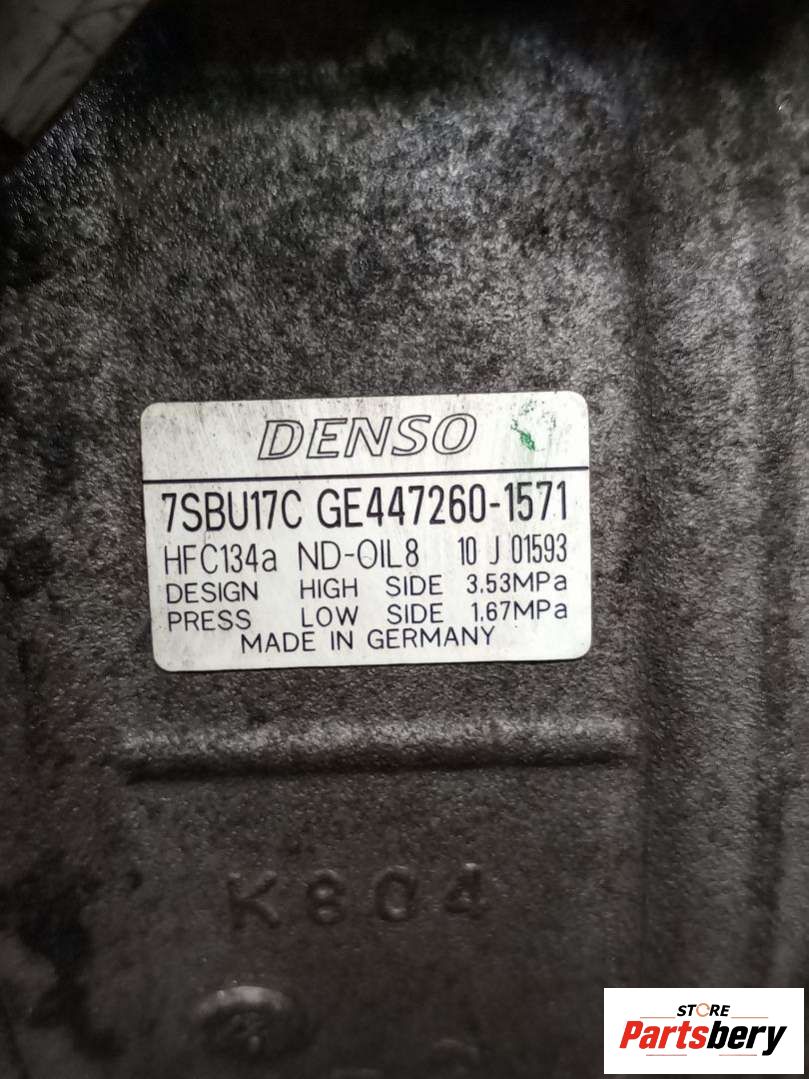 DENSO
7SBU17C GE447260-1571
HFC134a ND-OIL8 10 J 01593
DESIGN HIGH SIDE 3.53MPa
PRESS LOW SIDE 1.67MPa
MADE IN GERMANY
K804
STORE
Partsbery